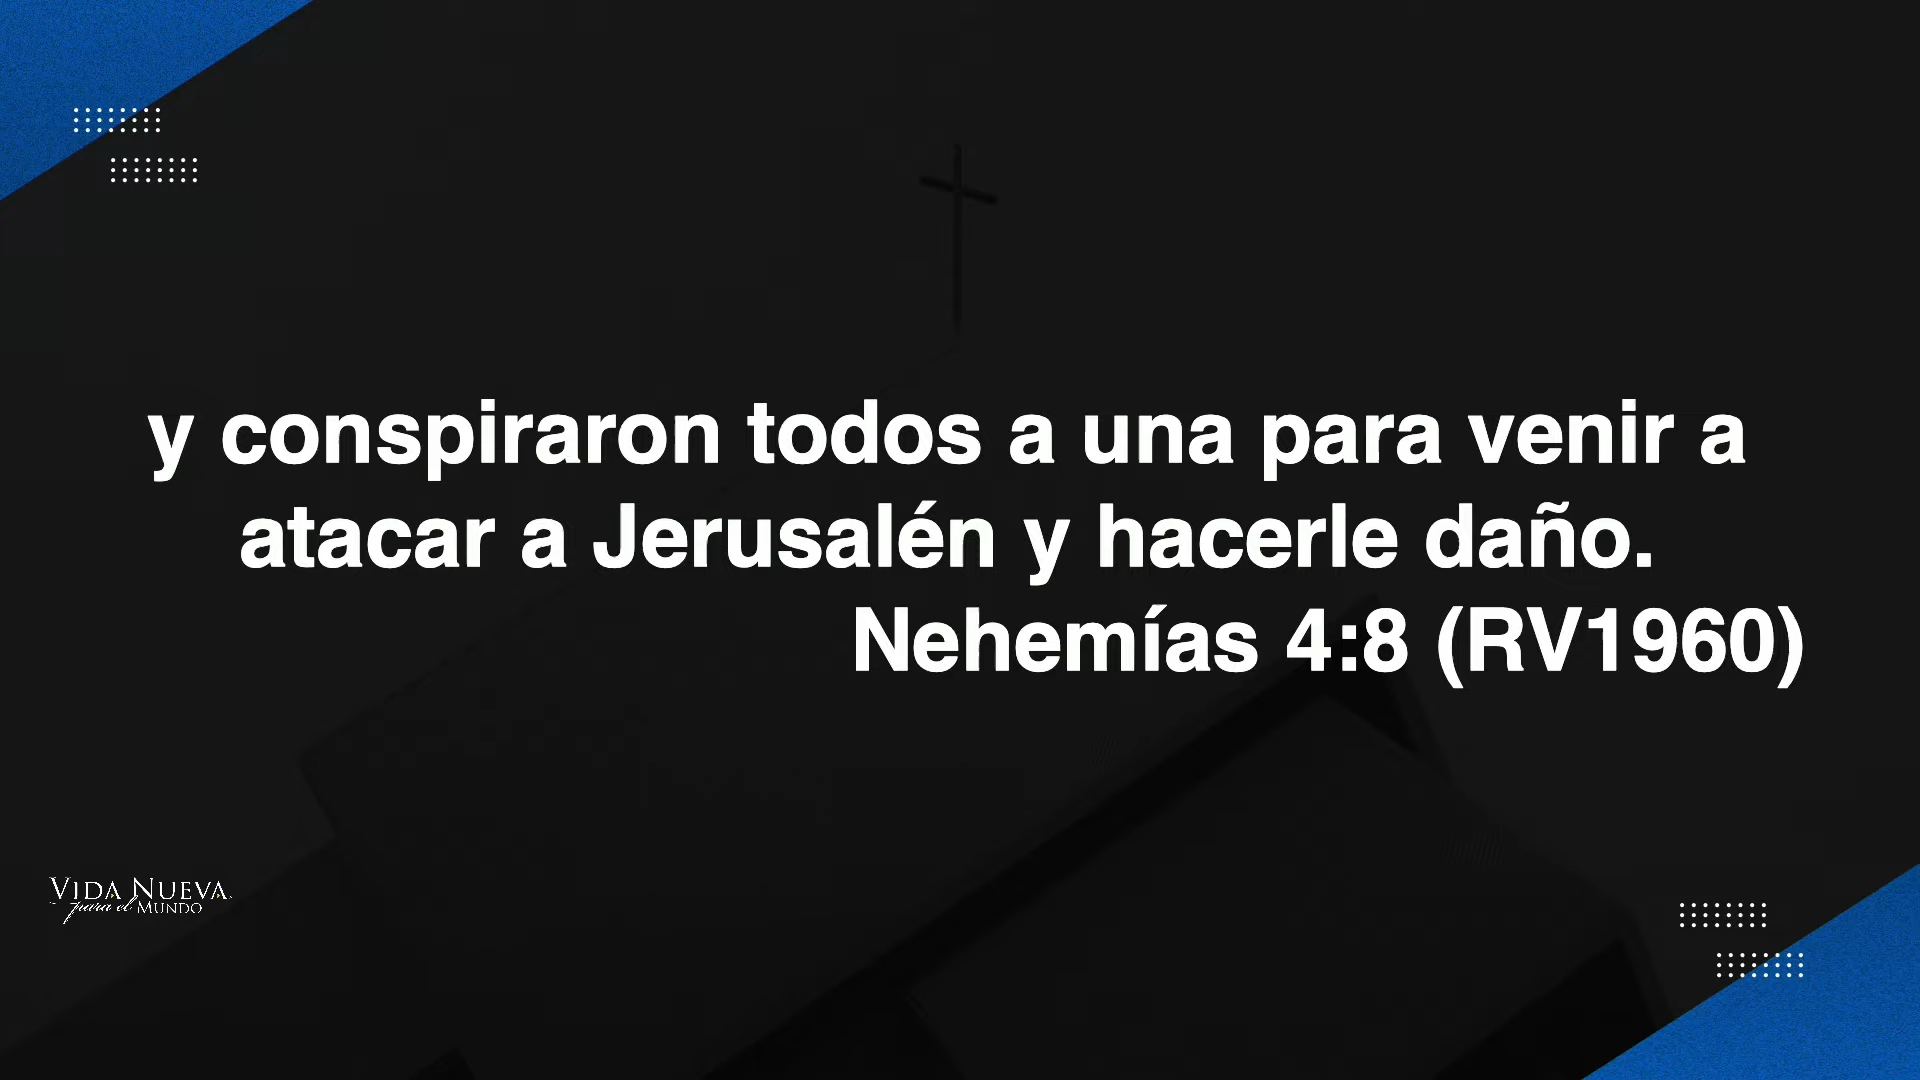 y conspiraron todos a una para venir a
atacar a Jerusalén y hacerle daño.
Nehemías 4:8 (RV1960)
VIDA NUEVA
para el MUNDO